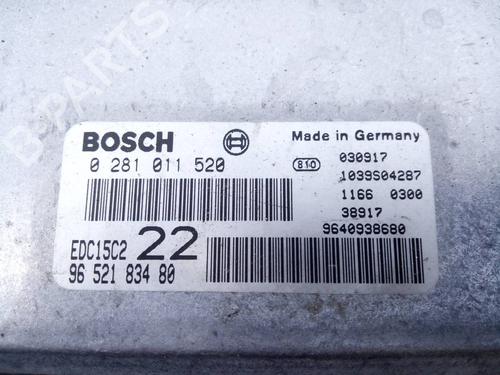 B-PARTS
BOSCH
Made in Germany
0 281 011 520
810
030917
1039S04287
1166 0300
38917
9640938680
EDC15C2
22
96 521 834 80